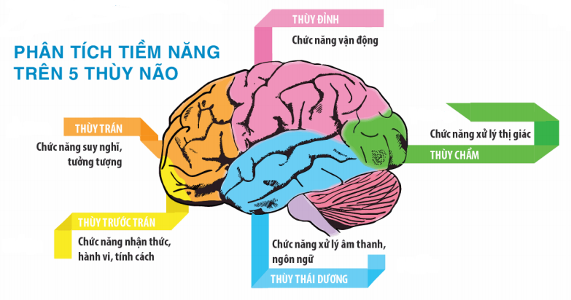 PHÂN TÍCH TIỀM NĂNG
TRÊN 5 THÙY NÃO
THÙY ĐỈNH
Chức năng vận động
THÙY TRÁN
Chức năng suy nghĩ,
tưởng tượng
Chức năng xử lý thị giác
THÙY CHẨM
THÙY TRƯỚC TRÁN
Chức năng nhận thức,
hành vi, tính cách
Chức năng xử lý âm thanh,
ngôn ngữ
THÙY THÁI DƯƠNG